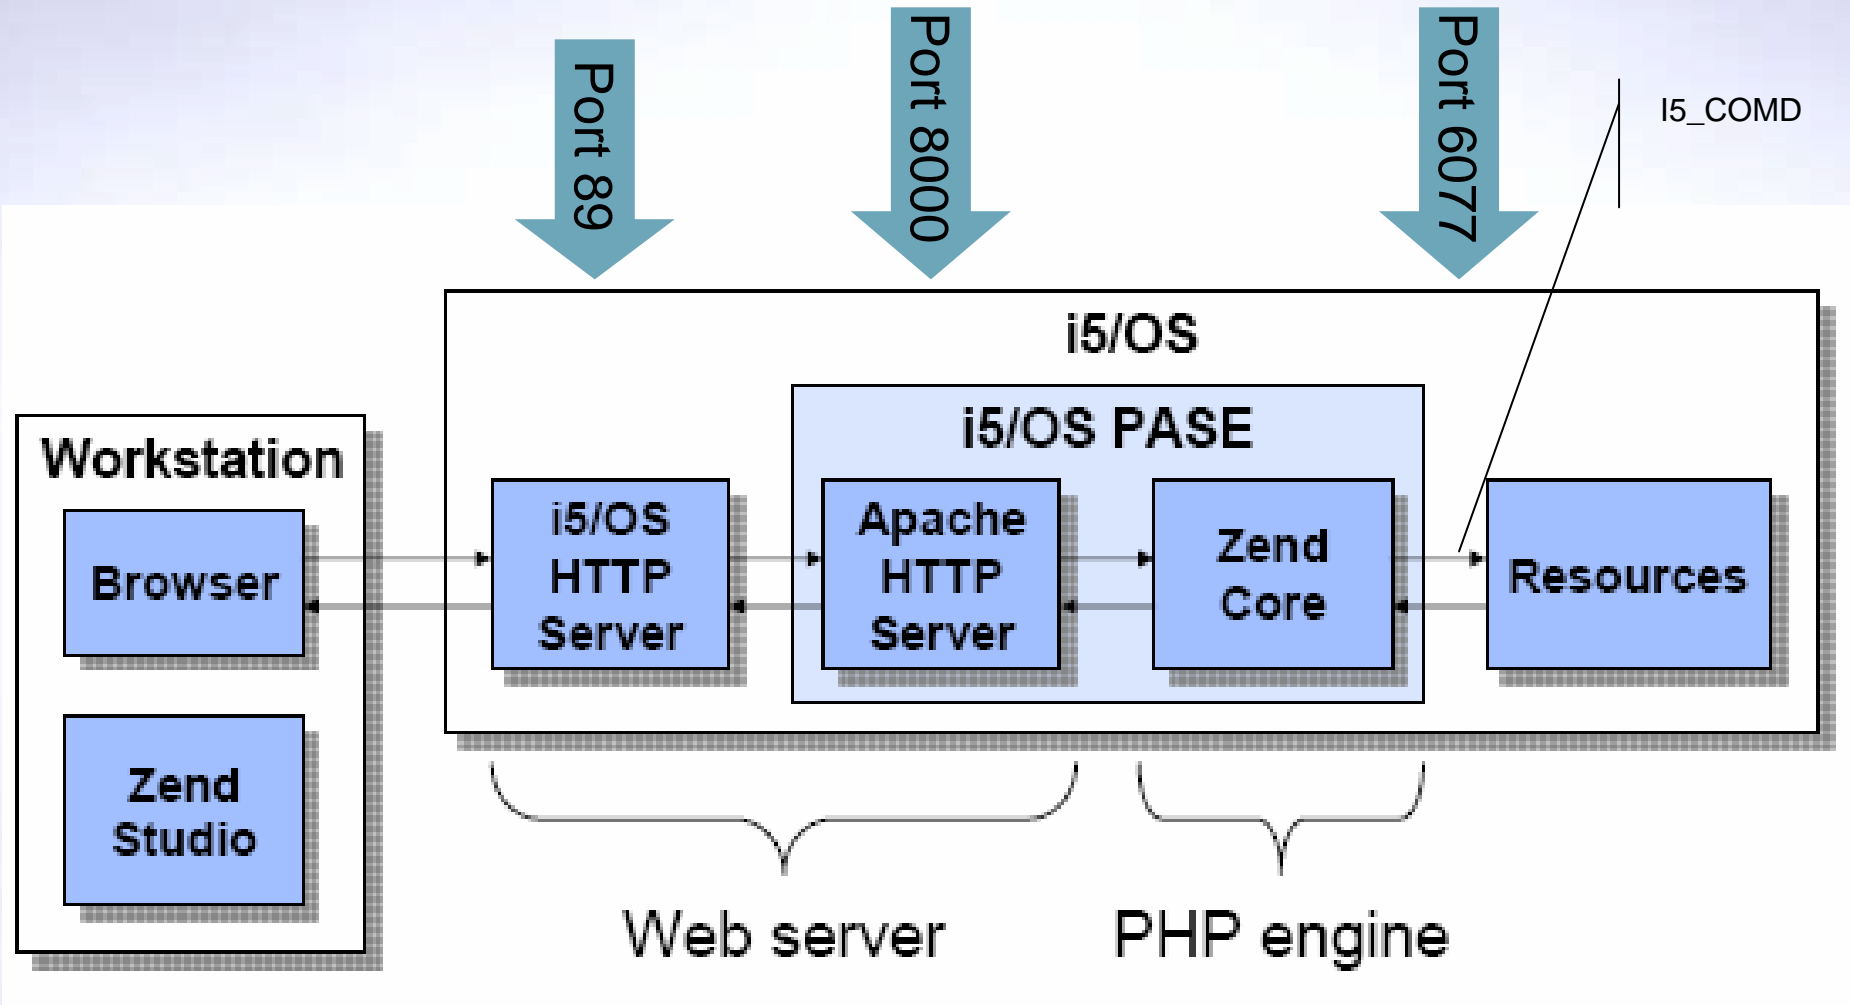 Port 89
Port 8000
Port 6077
I5_COMD
i5/OS
i5/OS PASE
Workstation
Browser
i5/OS
HTTP
Server
Apache
HTTP
Server
Zend
Core
Resources
Zend
Studio
Web server
PHP engine